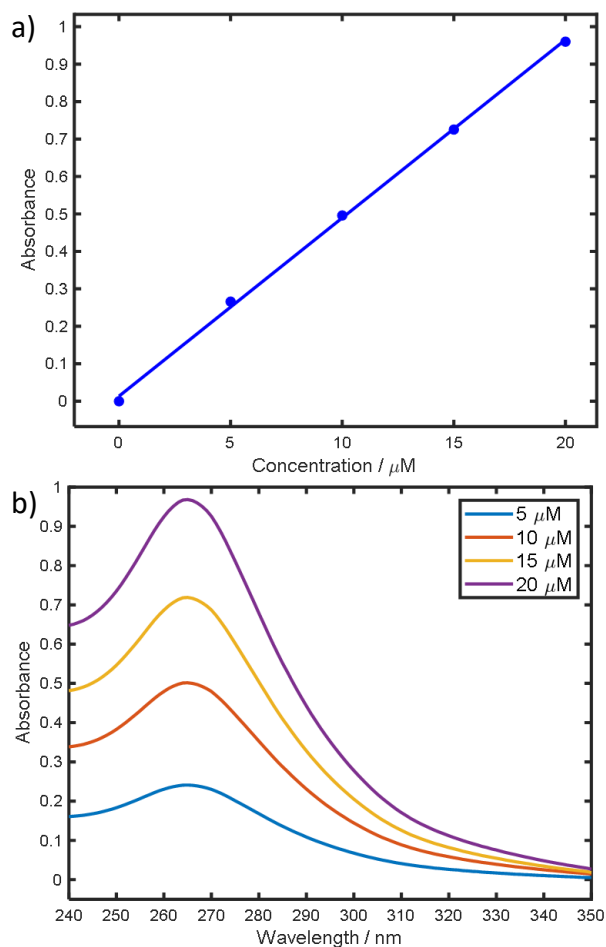 a)
1
0.9
0.8
0.7
0.6
0.5
0.4
0.3
0.2
0.1
0
Absorbance
0 5 10 15 20
Concentration / μM
b)
1
0.9
0.8
0.7
0.6
0.5
0.4
0.3
0.2
0.1
0
Absorbance
5 μM
10 μM
15 μM
20 μM
240 250 260 270 280 290 300 310 320 330 340 350
Wavelength / nm